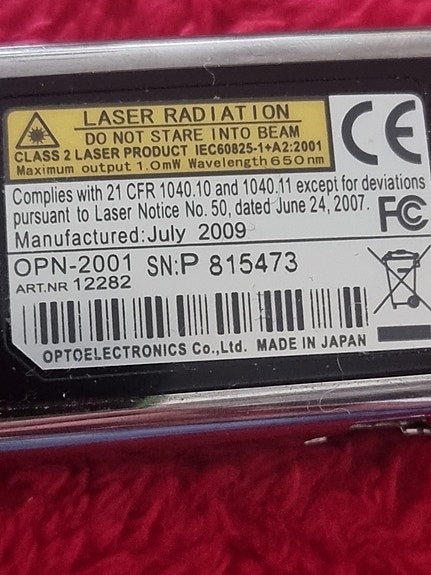 LASER RADIATION
DO NOT STARE INTO BEAM
CLASS 2 LASER PRODUCT IEC60825-1+A2:2001
Maximum output 1.0mW Wavelength 650nm
CE
Complies with 21 CFR 1040.10 and 1040.11 except for deviations
pursuant to Laser Notice No. 50, dated June 24, 2007.
FC
Manufactured:July 2009
OPN-2001 SN:P 815473
ART.NR 12282
OPTOELECTRONICS Co.,Ltd. MADE IN JAPAN